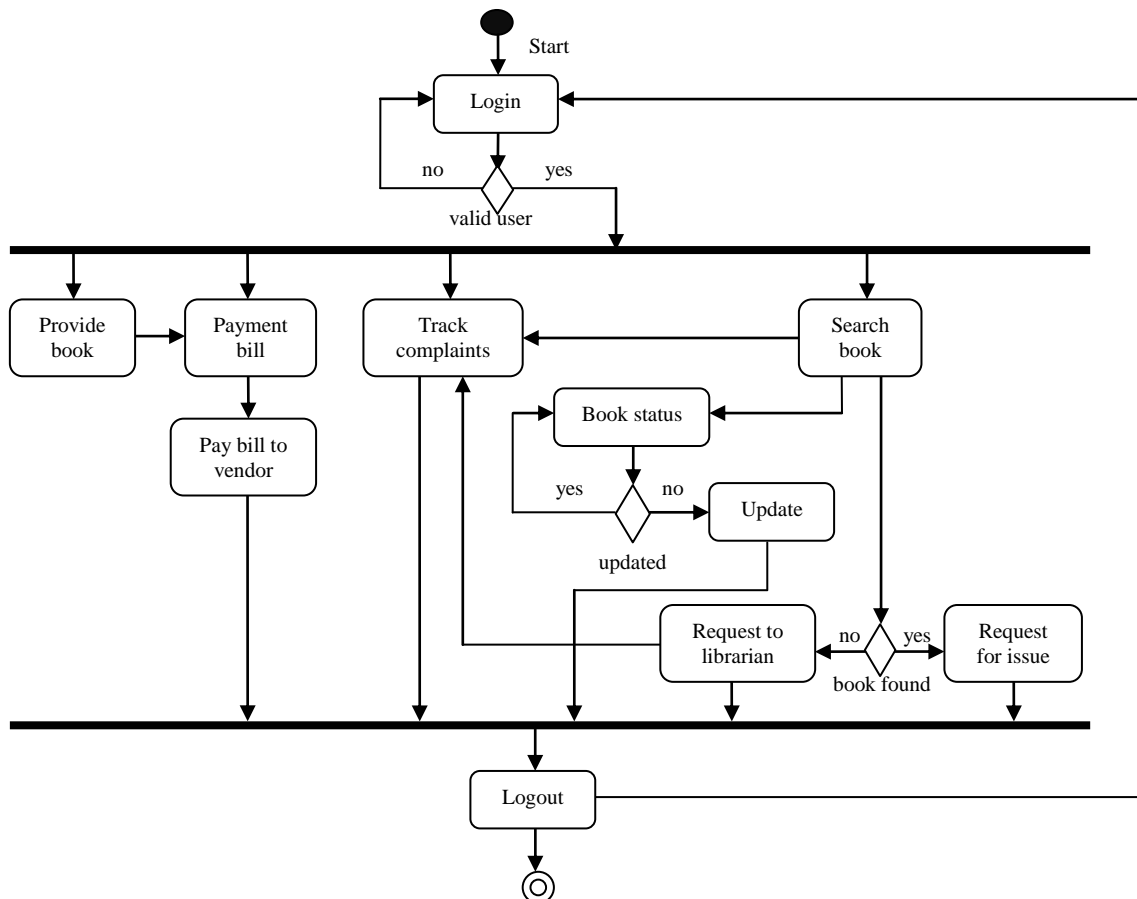 Start
Login
no
yes
valid user
Provide
book
Payment
bill
Track
complaints
Search
book
Book status
Pay bill to
vendor
yes
no
Update
updated
Request to
librarian
no
yes
Request
for issue
book found
Logout